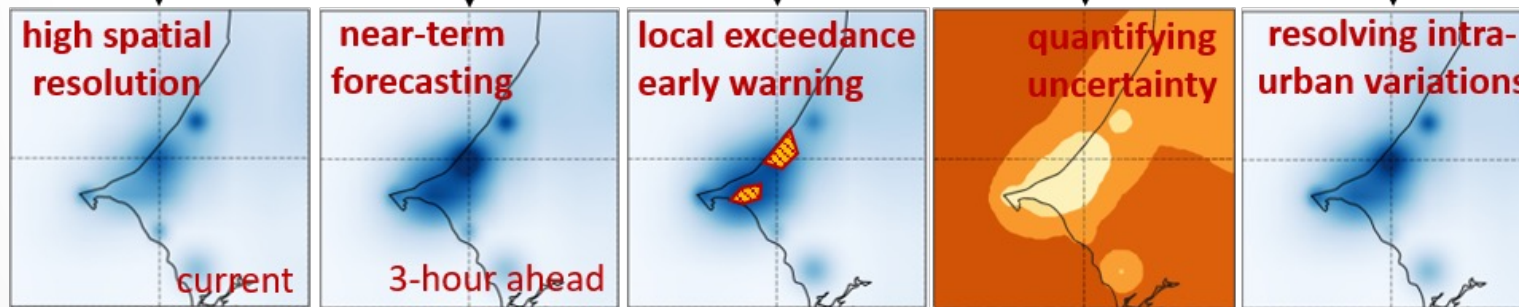 high spatial
resolution
current
near-term
forecasting
3-hour ahead
local exceedance
early warning
quantifying
uncertainty
resolving intra-
urban variations